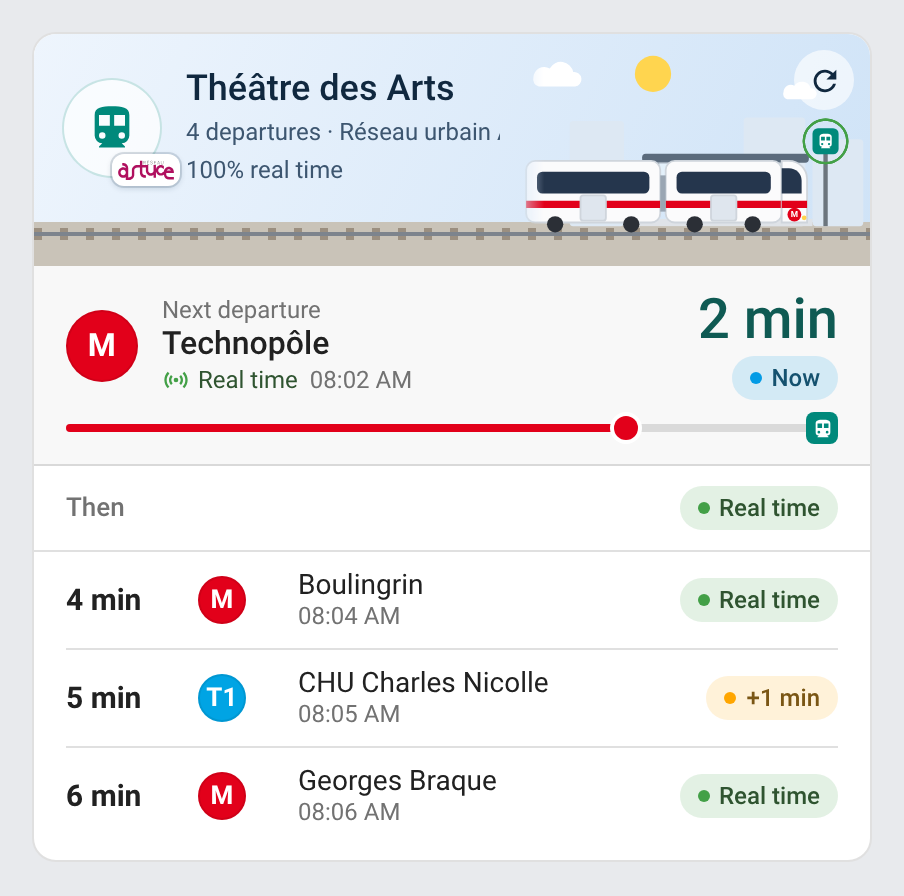 Théâtre des Arts
4 departures · Réseau urbain
100% real time
RÉSEAU
astuce
M
M
Next departure
Technopôle
Real time 08:02 AM
2 min
Now
Then
Real time
4 min
M
Boulingrin
08:04 AM
Real time
5 min
T1
CHU Charles Nicolle
08:05 AM
+1 min
6 min
M
Georges Braque
08:06 AM
Real time